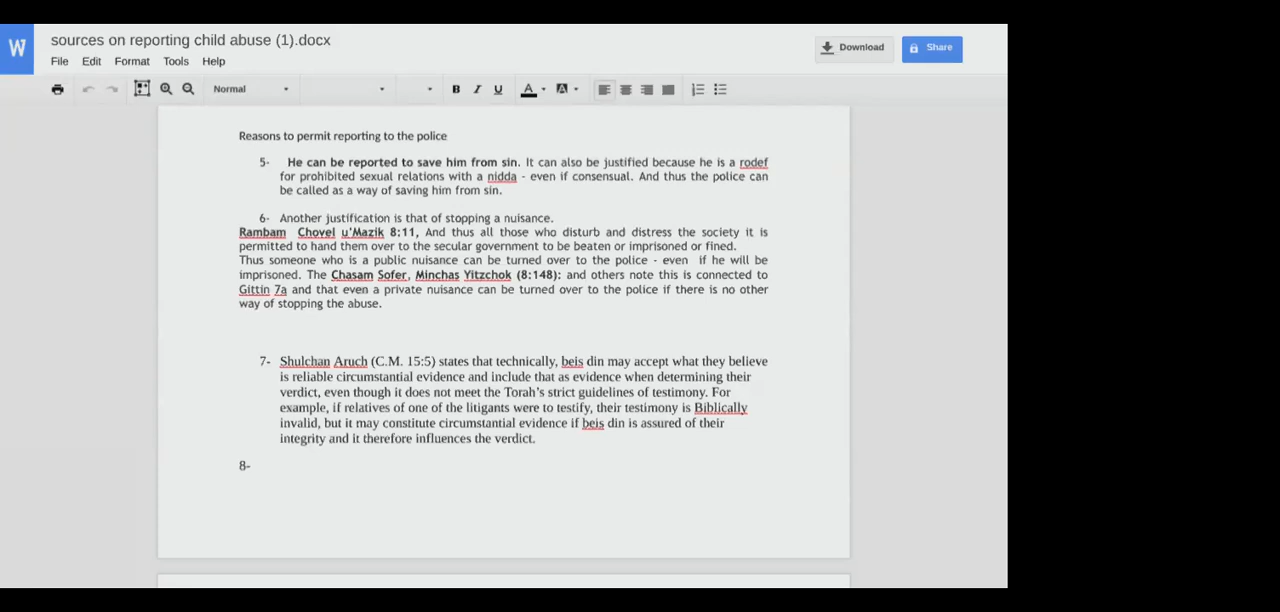 W
sources on reporting child abuse (1).docx
File Edit Format Tools Help
Download
Share
Normal
B I U A A
Reasons to permit reporting to the police
5- He can be reported to save him from sin. It can also be justified because he is a rodef
for prohibited sexual relations with a nidda - even if consensual. And thus the police can
be called as a way of saving him from sin.
6- Another justification is that of stopping a nuisance.
Rambam Chovel u'Mazik 8:11, And thus all those who disturb and distress the society it is
permitted to hand them over to the secular government to be beaten or imprisoned or fined.
Thus someone who is a public nuisance can be turned over to the police - even if he will be
imprisoned. The Chasam Sofer, Minchas Yitzchok (8:148): and others note this is connected to
Gittin 7a and that even a private nuisance can be turned over to the police if there is no other
way of stopping the abuse.
7- Shulchan Aruch (C.M. 15:5) states that technically, beis din may accept what they believe
is reliable circumstantial evidence and include that as evidence when determining their
verdict, even though it does not meet the Torah's strict guidelines of testimony. For
example, if relatives of one of the litigants were to testify, their testimony is Biblically
invalid, but it may constitute circumstantial evidence if beis din is assured of their
integrity and it therefore influences the verdict.
8-